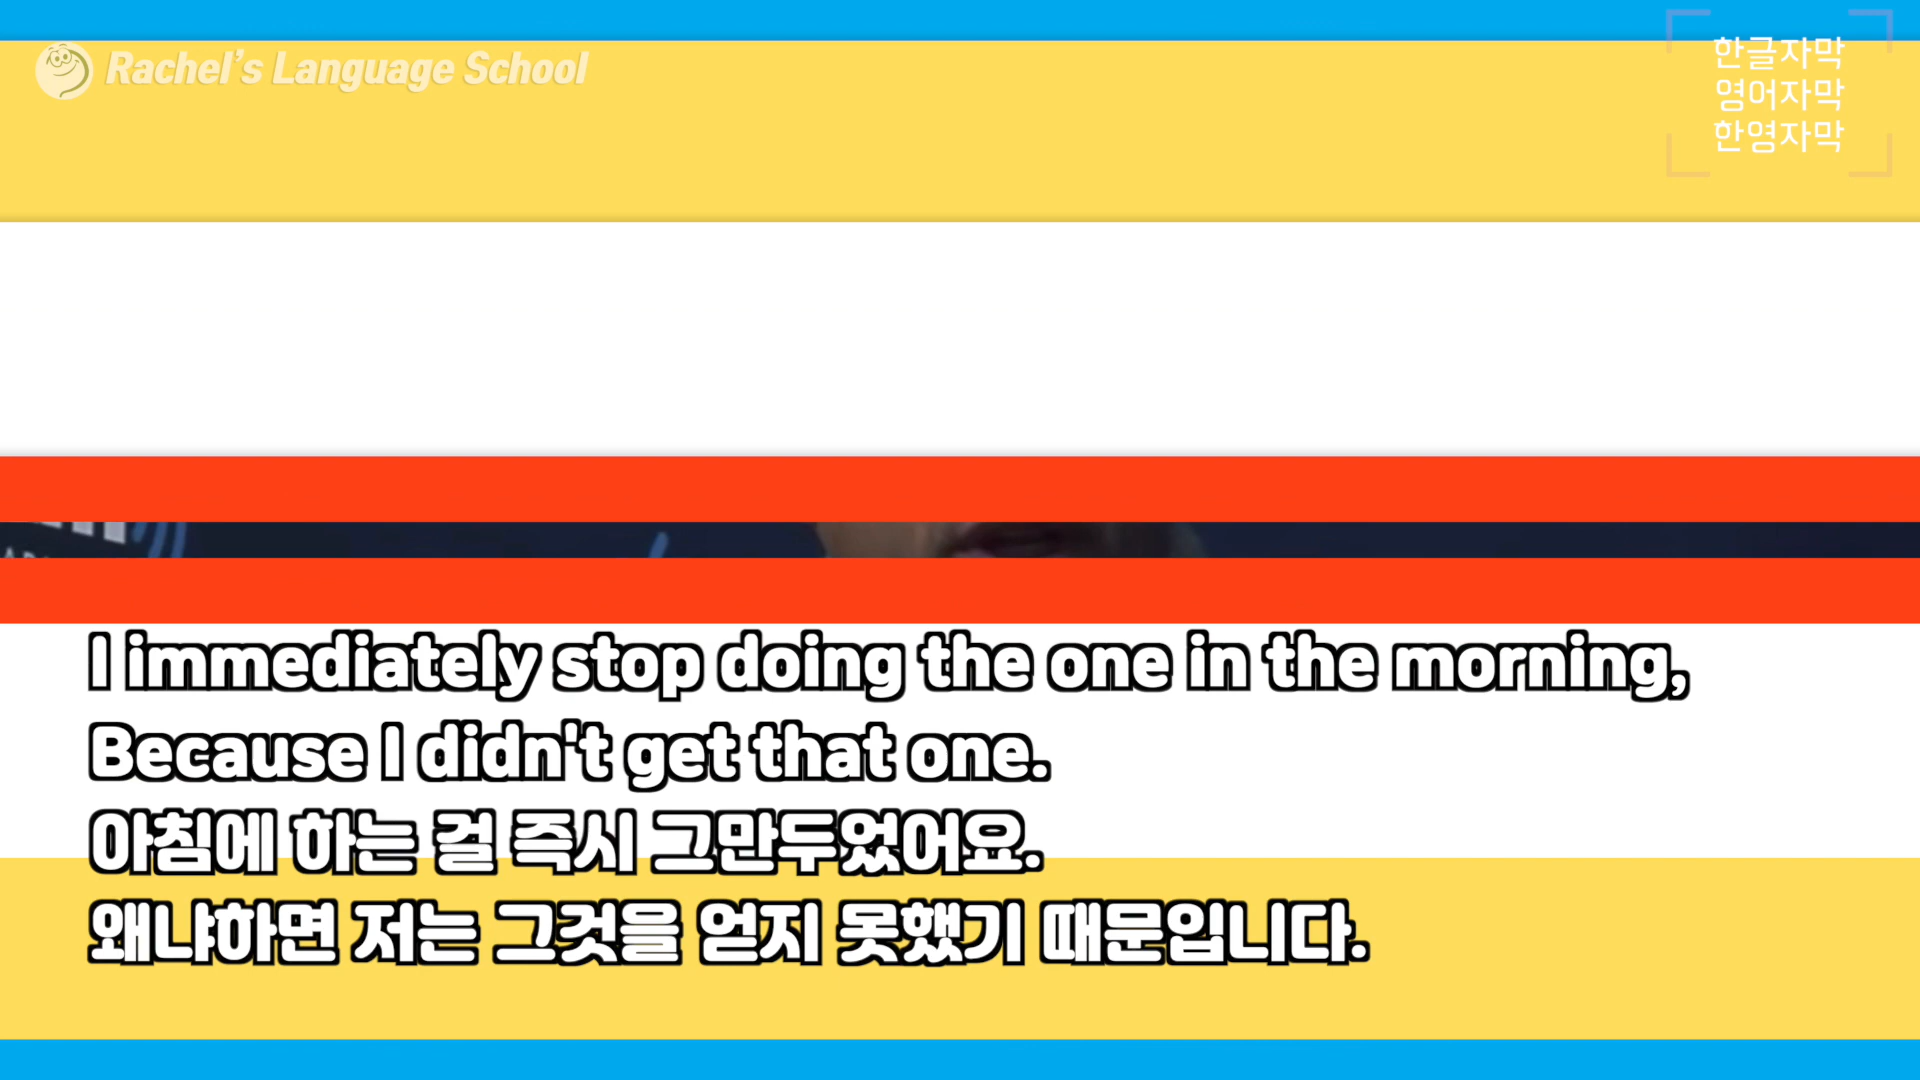 Rachel's Language School
한글자막
영어자막
한영자막
I immediately stop doing the one in the morning,
Because I didn't get that one.
아침에 하는 걸 즉시 그만두었어요.
왜냐하면 저는 그것을 얻지 못했기 때문입니다.